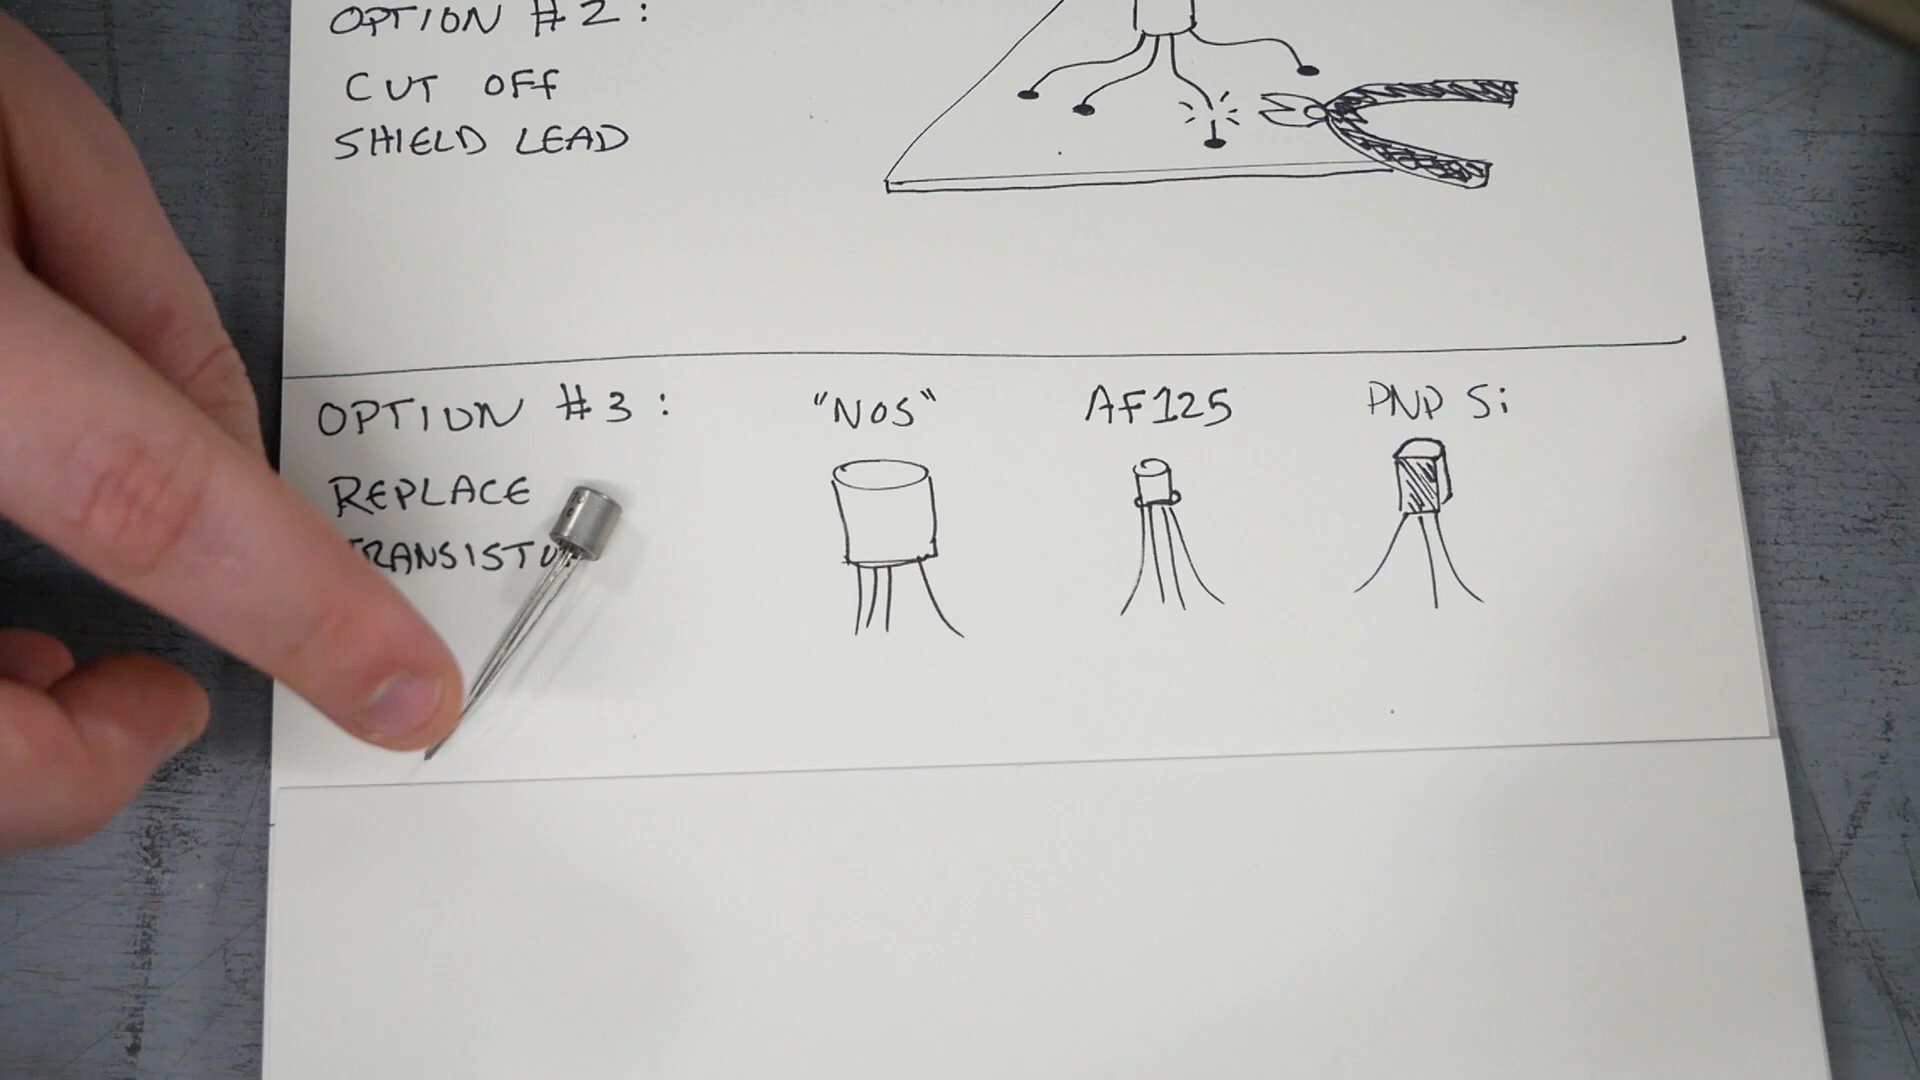 OPTION #2:
CUT OFF
SHIELD LEAD
OPTION #3: "NOS" AF125 PNP Si
REPLACE